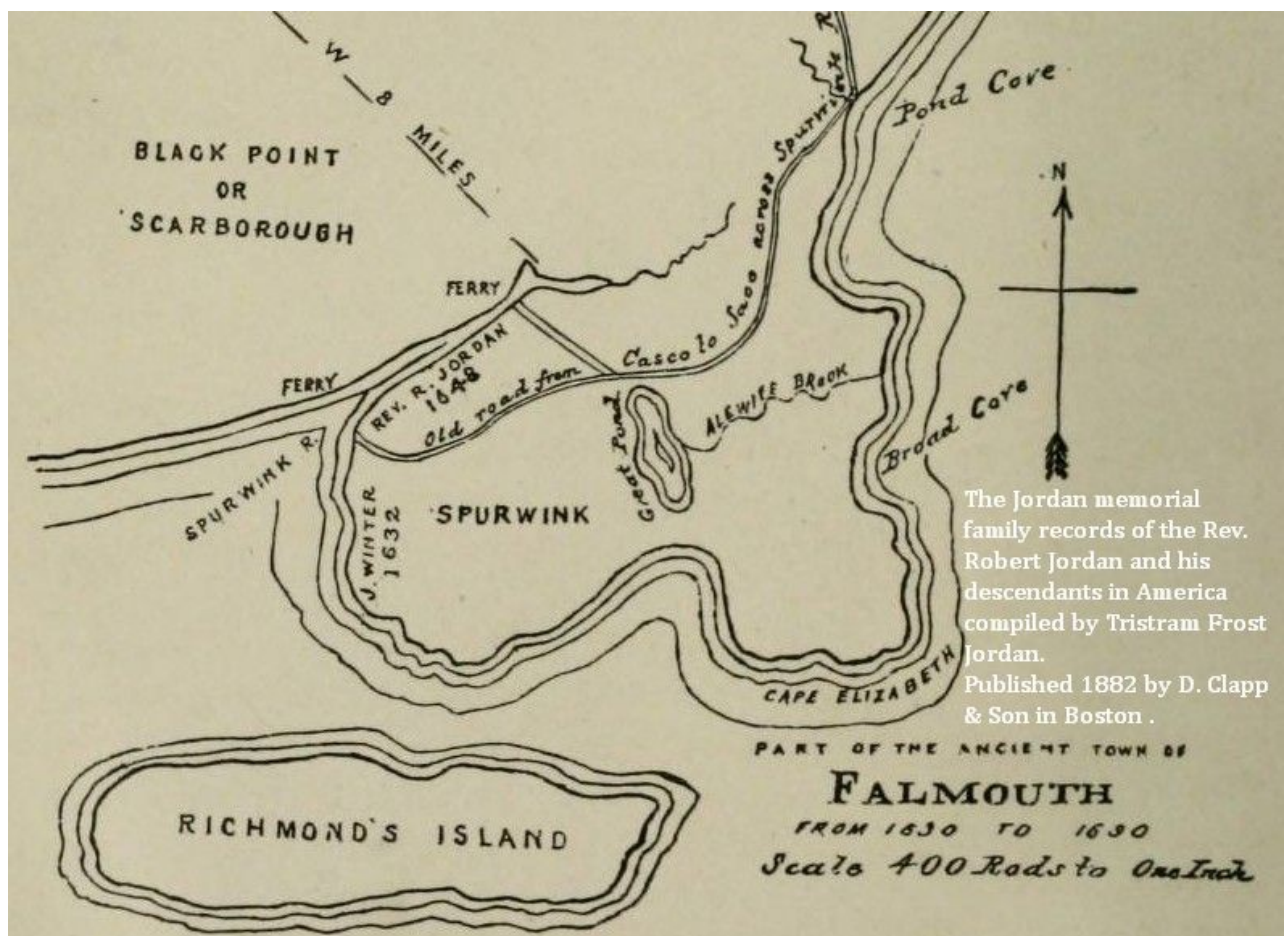 W 8 MILES
BLACK POINT
OR
SCARBOROUGH
Pond Cove
N
FERRY
FERRY
REV. R. JORDAN
1648
Old road from Casco to Saco across Spurwink R
Great Pond
ALEWIFE BROOK
Broad Cove
SPURWINK R.
J. WINTER
1632
SPURWINK
The Jordan memorial
family records of the Rev.
Robert Jordan and his
descendants in America
compiled by Tristram Frost
Jordan.
Published 1882 by D. Clapp
& Son in Boston .
CAPE ELIZABETH
PART OF THE ANCIENT TOWN OF
FALMOUTH
FROM 1630 TO 1690
Scale 400 Rods to One Inch
RICHMOND'S ISLAND